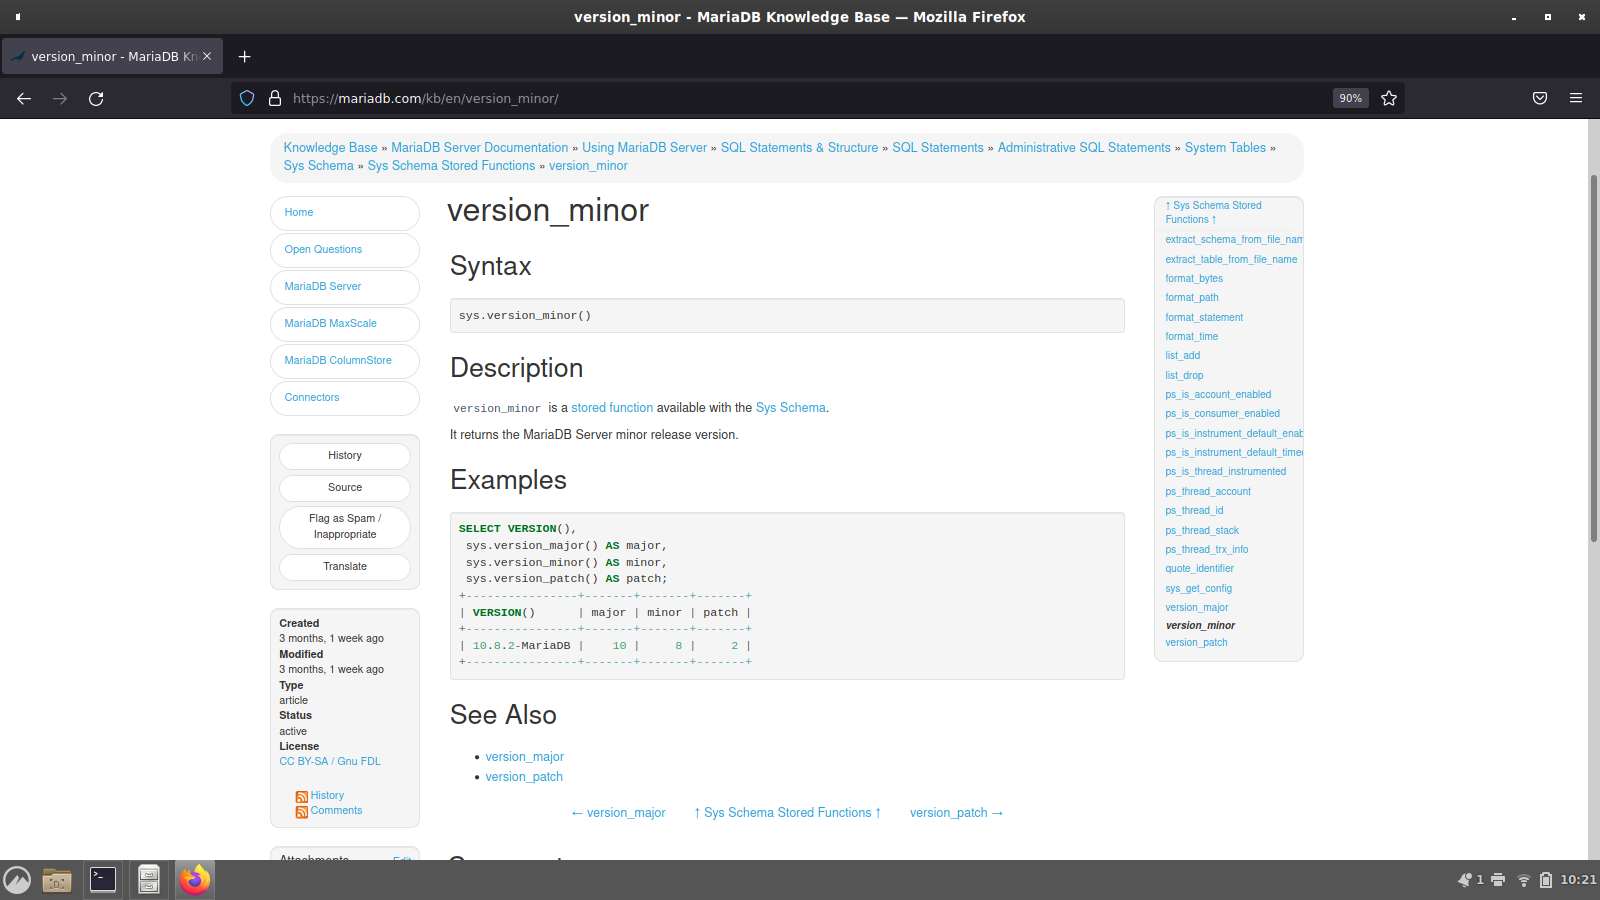 version_minor - MariaDB Knowledge Base — Mozilla Firefox
version_minor - MariaDB Kn
https://mariadb.com/kb/en/version_minor/
90%
Knowledge Base » MariaDB Server Documentation » Using MariaDB Server » SQL Statements & Structure » SQL Statements » Administrative SQL Statements » System Tables »
Sys Schema » Sys Schema Stored Functions » version_minor
Home
Open Questions
MariaDB Server
MariaDB MaxScale
MariaDB ColumnStore
Connectors
History
Source
Flag as Spam /
Inappropriate
Translate
Created
3 months, 1 week ago
Modified
3 months, 1 week ago
Type
article
Status
active
License
CC BY-SA / Gnu FDL
History
Comments
Attachments
Edit
version_minor
Syntax
sys.version_minor()
Description
version_minor is a stored function available with the Sys Schema.
It returns the MariaDB Server minor release version.
Examples
SELECT VERSION(),
sys.version_major() AS major,
sys.version_minor() AS minor,
sys.version_patch() AS patch;
+----------------+-------+-------+-------+
| VERSION()      | major | minor | patch |
+----------------+-------+-------+-------+
| 10.8.2-MariaDB |    10 |     8 |     2 |
+----------------+-------+-------+-------+
See Also
• version_major
• version_patch
← version_major ↑ Sys Schema Stored Functions ↑ version_patch →
↑ Sys Schema Stored
Functions ↑
extract_schema_from_file_nam
extract_table_from_file_name
format_bytes
format_path
format_statement
format_time
list_add
list_drop
ps_is_account_enabled
ps_is_consumer_enabled
ps_is_instrument_default_enab
ps_is_instrument_default_timed
ps_is_thread_instrumented
ps_thread_account
ps_thread_id
ps_thread_stack
ps_thread_trx_info
quote_identifier
sys_get_config
version_major
version_minor
version_patch
1
10:21